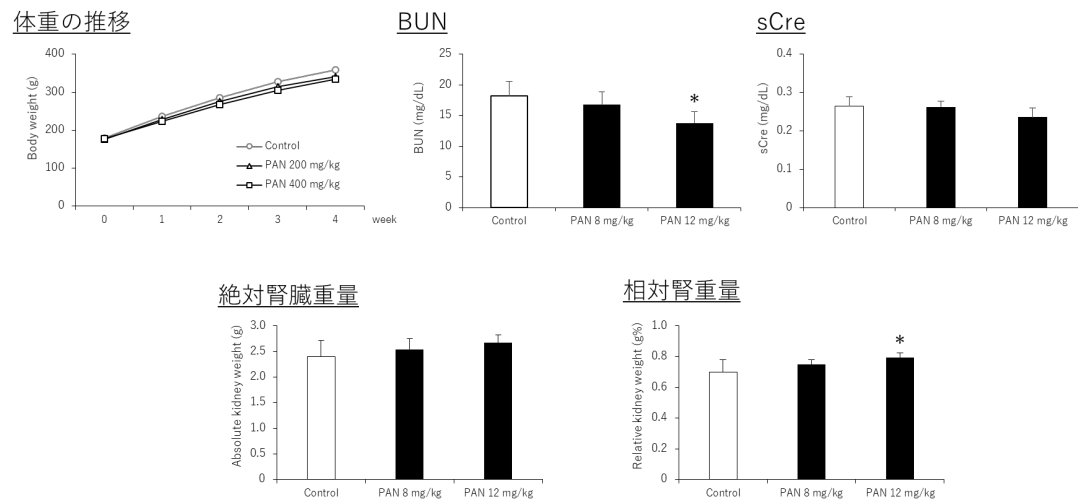 体重の推移
Body weight (g)
400
300
200
100
0
0 1 2 3 4 week
Control
PAN 200 mg/kg
PAN 400 mg/kg
BUN
BUN (mg/dL)
25
20
15
10
5
0
*
Control PAN 8 mg/kg PAN 12 mg/kg
sCre
sCre (mg/dL)
0.4
0.3
0.2
0.1
0
Control PAN 8 mg/kg PAN 12 mg/kg
絶対腎臓重量
Absolute kidney weight (g)
3.0
2.5
2.0
1.5
1.0
0.5
0
Control PAN 8 mg/kg PAN 12 mg/kg
相対腎重量
Relative kidney weight (g%)
1.0
0.8
0.6
0.4
0.2
0
*
Control PAN 8 mg/kg PAN 12 mg/kg